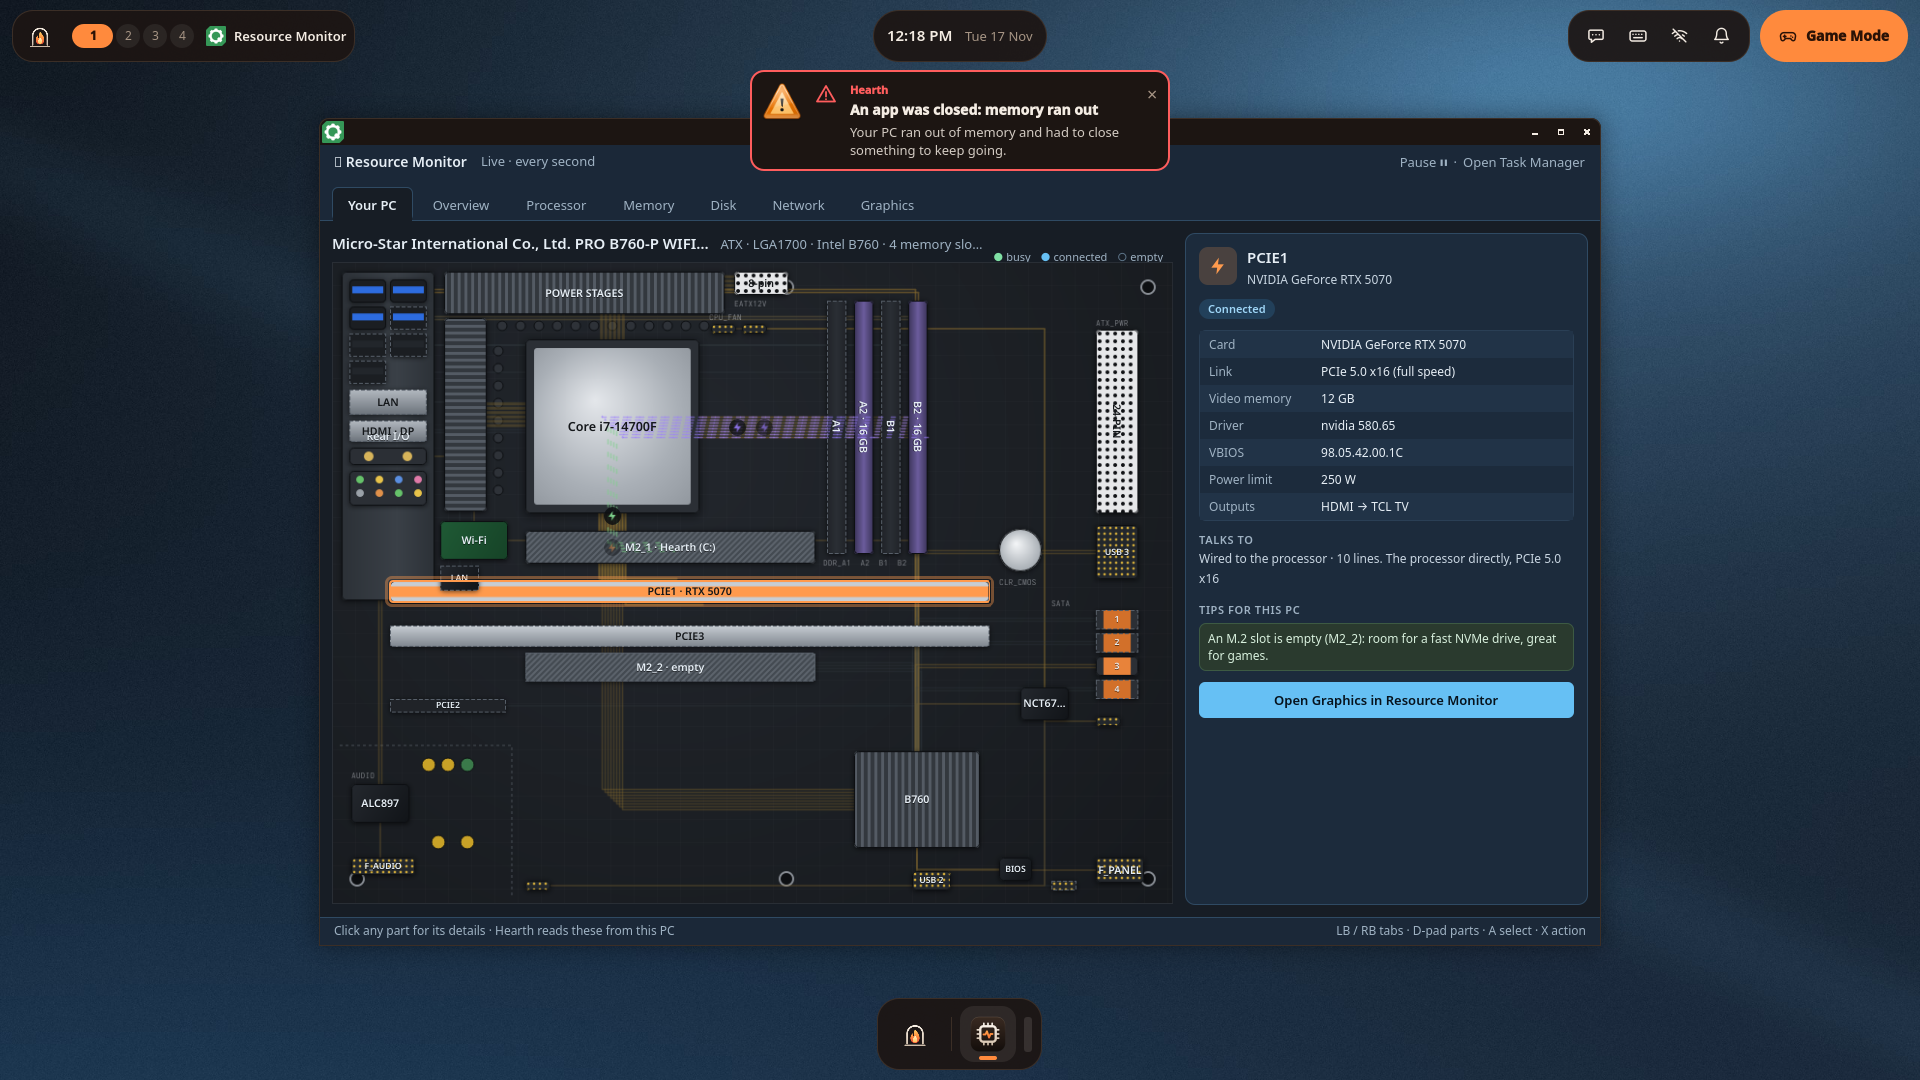 1 2 3 4 Resource Monitor
12:18 PM Tue 17 Nov
Game Mode
Hearth
An app was closed: memory ran out
Your PC ran out of memory and had to close
something to keep going.
Resource Monitor Live · every second
Pause · Open Task Manager
Your PC Overview Processor Memory Disk Network Graphics
Micro-Star International Co., Ltd. PRO B760-P WIFI... ATX · LGA1700 · Intel B760 · 4 memory slo...
busy connected empty
POWER STAGES
8-pin
EATX12V
CPU_FAN
ATX_PWR
LAN
HDMI · DP
Rear I/O
Core i7-14700F
A1
A2 · 16 GB
B1
B2 · 16 GB
24-PIN
Wi-Fi
M2_1 · Hearth (C:)
USB 3
DDR_A1 A2 B1 B2
LAN
CLR_CMOS
PCIE1 · RTX 5070
SATA
1
2
3
4
PCIE3
M2_2 · empty
PCIE2
NCT67...
AUDIO
ALC897
B760
F-AUDIO
BIOS
F_PANEL
USB 2
PCIE1
NVIDIA GeForce RTX 5070
Connected
Card NVIDIA GeForce RTX 5070
Link PCIe 5.0 x16 (full speed)
Video memory 12 GB
Driver nvidia 580.65
VBIOS 98.05.42.00.1C
Power limit 250 W
Outputs HDMI → TCL TV
TALKS TO
Wired to the processor · 10 lines. The processor directly, PCIe 5.0
x16
TIPS FOR THIS PC
An M.2 slot is empty (M2_2): room for a fast NVMe drive, great
for games.
Open Graphics in Resource Monitor
Click any part for its details · Hearth reads these from this PC
LB / RB tabs · D-pad parts · A select · X action